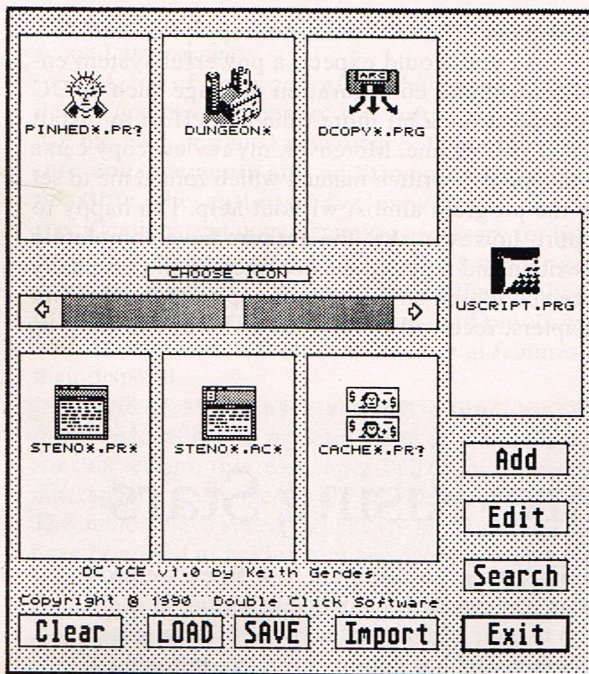 PINHED*.PR?
DUNGEON*
ARC
DCOPY*.PRG
CHOOSE ICON
USCRIPT.PRG
STENO*.PR*
STENO*.AC*
$ $
$ $
CACHE*.PR?
Add
Edit
Search
DC ICE v1.0 by Keith Gerdes
Copyright © 1990 Double Click Software
Clear
LOAD
SAVE
Import
Exit